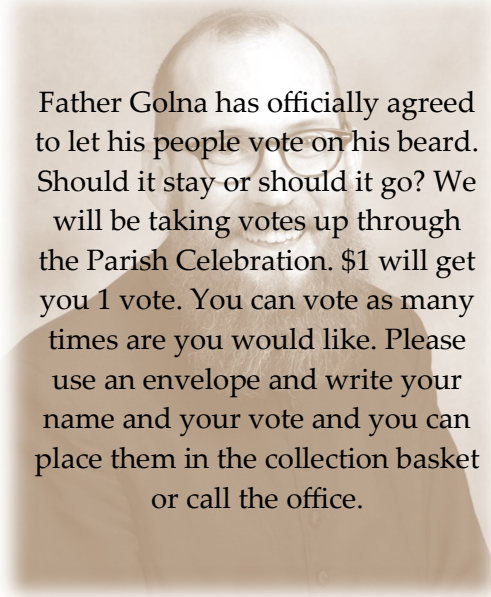 Father Golna has officially agreed
to let his people vote on his beard.
Should it stay or should it go? We
will be taking votes up through
the Parish Celebration. $1 will get
you 1 vote. You can vote as many
times are you would like. Please
use an envelope and write your
name and your vote and you can
place them in the collection basket
or call the office.